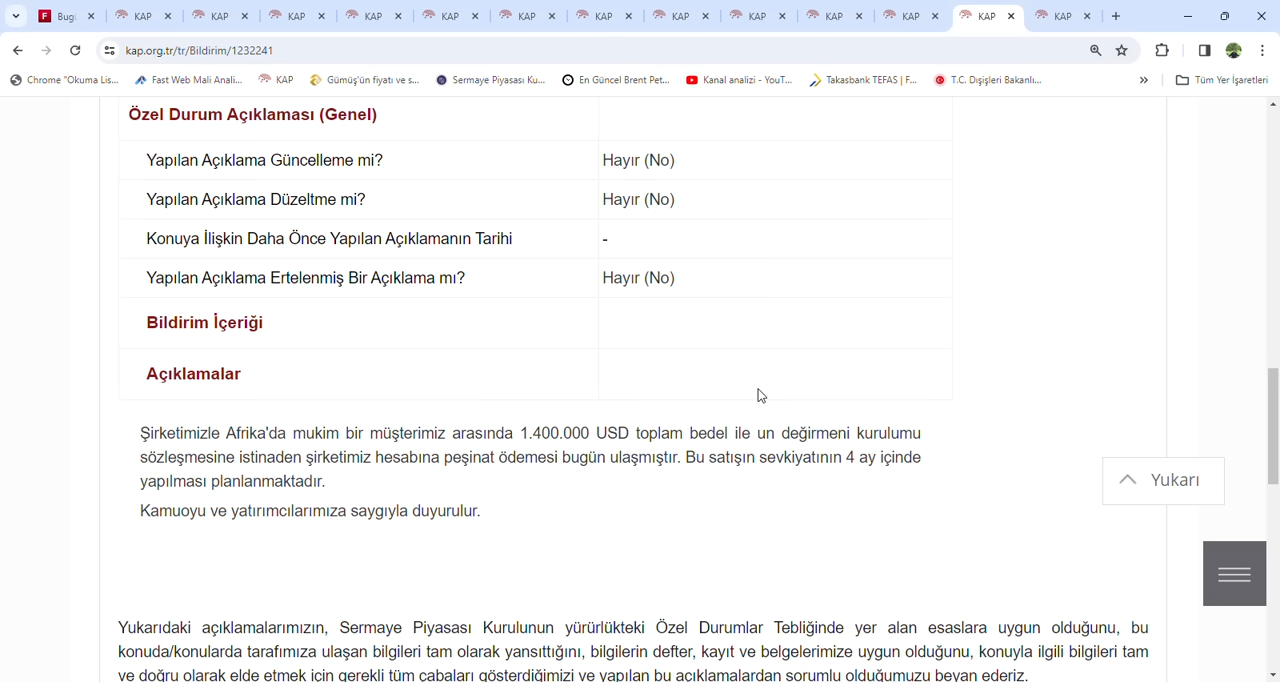 Bugü
KAP
KAP
KAP
KAP
KAP
KAP
KAP
KAP
KAP
KAP
KAP
KAP
KAP
kap.org.tr/tr/Bildirim/1232241
Chrome "Okuma Lis...
Fast Web Mali Anali...
KAP
Gümüş'ün fiyatı ve s...
Sermaye Piyasası Ku...
En Güncel Brent Pet...
Kanal analizi - YouT...
Takasbank TEFAS | F...
T.C. Dışişleri Bakanlı...
Tüm Yer İşaretleri
Özel Durum Açıklaması (Genel)
Yapılan Açıklama Güncelleme mi? Hayır (No)
Yapılan Açıklama Düzeltme mi? Hayır (No)
Konuya İlişkin Daha Önce Yapılan Açıklamanın Tarihi -
Yapılan Açıklama Ertelenmiş Bir Açıklama mı? Hayır (No)
Bildirim İçeriği
Açıklamalar
Şirketimizle Afrika'da mukim bir müşterimiz arasında 1.400.000 USD toplam bedel ile un değirmeni kurulumu
sözleşmesine istinaden şirketimiz hesabına peşinat ödemesi bugün ulaşmıştır. Bu satışın sevkiyatının 4 ay içinde
yapılması planlanmaktadır.
Kamuoyu ve yatırımcılarımıza saygıyla duyurulur.
Yukarı
Yukarıdaki açıklamalarımızın, Sermaye Piyasası Kurulunun yürürlükteki Özel Durumlar Tebliğinde yer alan esaslara uygun olduğunu, bu
konuda/konularda tarafımıza ulaşan bilgileri tam olarak yansıttığını, bilgilerin defter, kayıt ve belgelerimize uygun olduğunu, konuyla ilgili bilgileri tam
ve doğru olarak elde etmek için gerekli tüm çabaları gösterdiğimizi ve yapılan bu açıklamalardan sorumlu olduğumuzu beyan ederiz.